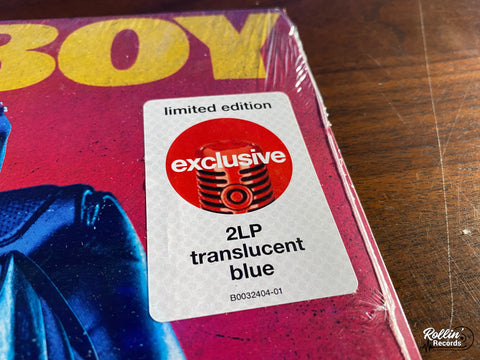 BOY
limited edition
exclusive
2LP
translucent
blue
B0032404-01
Rollin'
Records